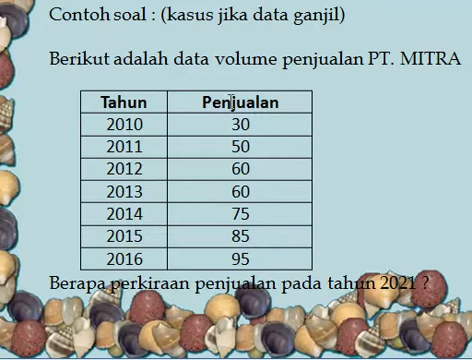 Contoh soal : (kasus jika data ganjil)
Berikut adalah data volume penjualan PT. MITRA
Tahun Penjualan
2010 30
2011 50
2012 60
2013 60
2014 75
2015 85
2016 95
Berapa perkiraan penjualan pada tahun 2021 ?